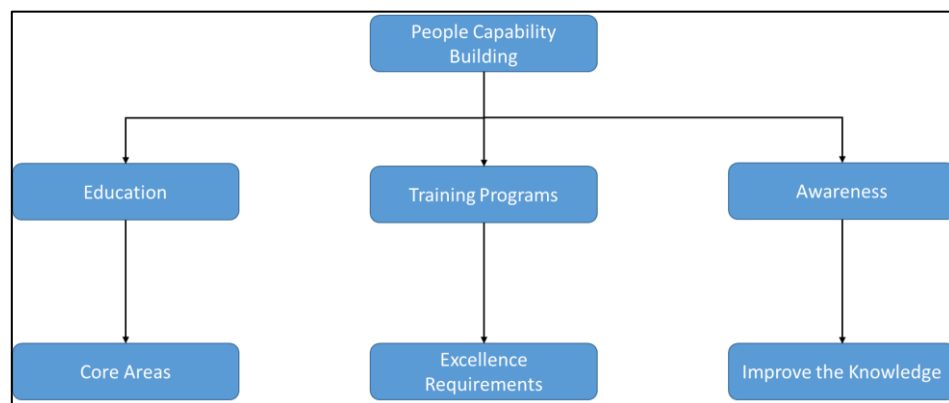 People Capability
Building
Education
Training Programs
Awareness
Core Areas
Excellence
Requirements
Improve the Knowledge